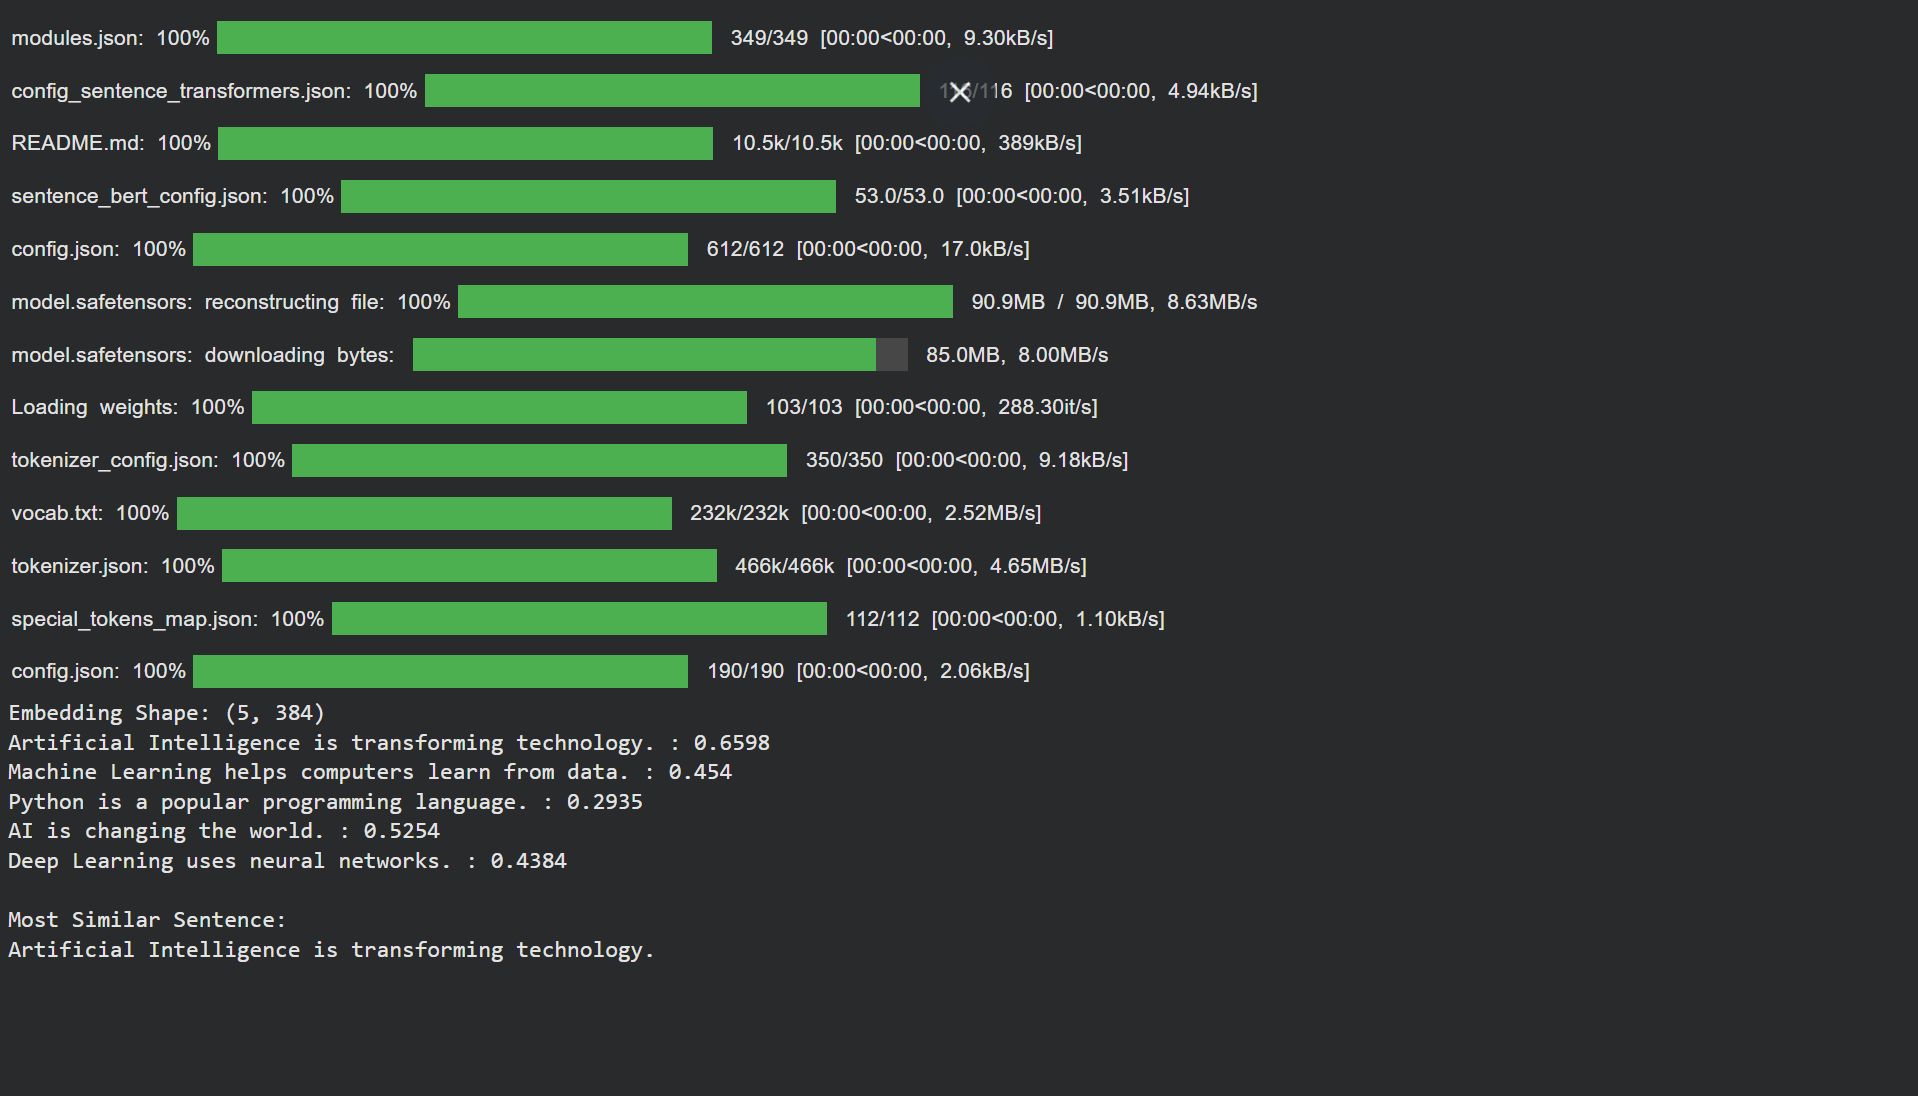 modules.json: 100% 349/349 [00:00<00:00, 9.30kB/s]
config_sentence_transformers.json: 100% 116/116 [00:00<00:00, 4.94kB/s]
README.md: 100% 10.5k/10.5k [00:00<00:00, 389kB/s]
sentence_bert_config.json: 100% 53.0/53.0 [00:00<00:00, 3.51kB/s]
config.json: 100% 612/612 [00:00<00:00, 17.0kB/s]
model.safetensors: reconstructing file: 100% 90.9MB / 90.9MB, 8.63MB/s
model.safetensors: downloading bytes: 85.0MB, 8.00MB/s
Loading weights: 100% 103/103 [00:00<00:00, 288.30it/s]
tokenizer_config.json: 100% 350/350 [00:00<00:00, 9.18kB/s]
vocab.txt: 100% 232k/232k [00:00<00:00, 2.52MB/s]
tokenizer.json: 100% 466k/466k [00:00<00:00, 4.65MB/s]
special_tokens_map.json: 100% 112/112 [00:00<00:00, 1.10kB/s]
config.json: 100% 190/190 [00:00<00:00, 2.06kB/s]
Embedding Shape: (5, 384)
Artificial Intelligence is transforming technology. : 0.6598
Machine Learning helps computers learn from data. : 0.454
Python is a popular programming language. : 0.2935
AI is changing the world. : 0.5254
Deep Learning uses neural networks. : 0.4384
Most Similar Sentence:
Artificial Intelligence is transforming technology.